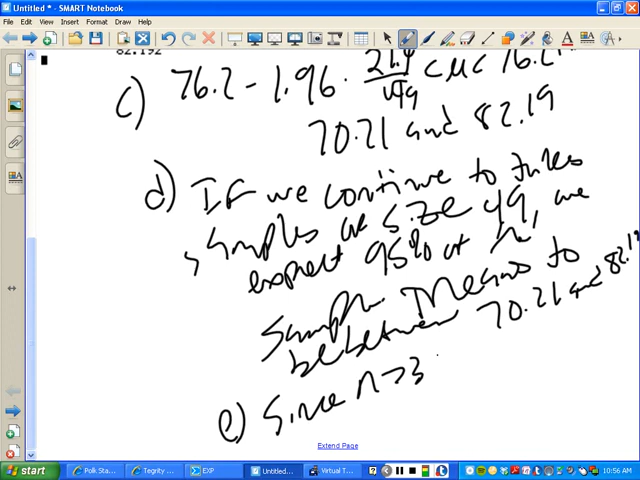 Untitled * - SMART Notebook
File Edit View Insert Format Draw Help
82.192
c) 76.2 - 1.96 · 21.4/√49 < μ < 76.2+
70.21 and 82.19
d) If we continue to take
samples of size 49, we
expect 95% of the
sample means to
be between 70.21 and 82.19
e) Since n>3
Extend Page
start
Polk Sta...
Tegrity ...
EXP
Untitled...
Virtual T...
10:56 AM